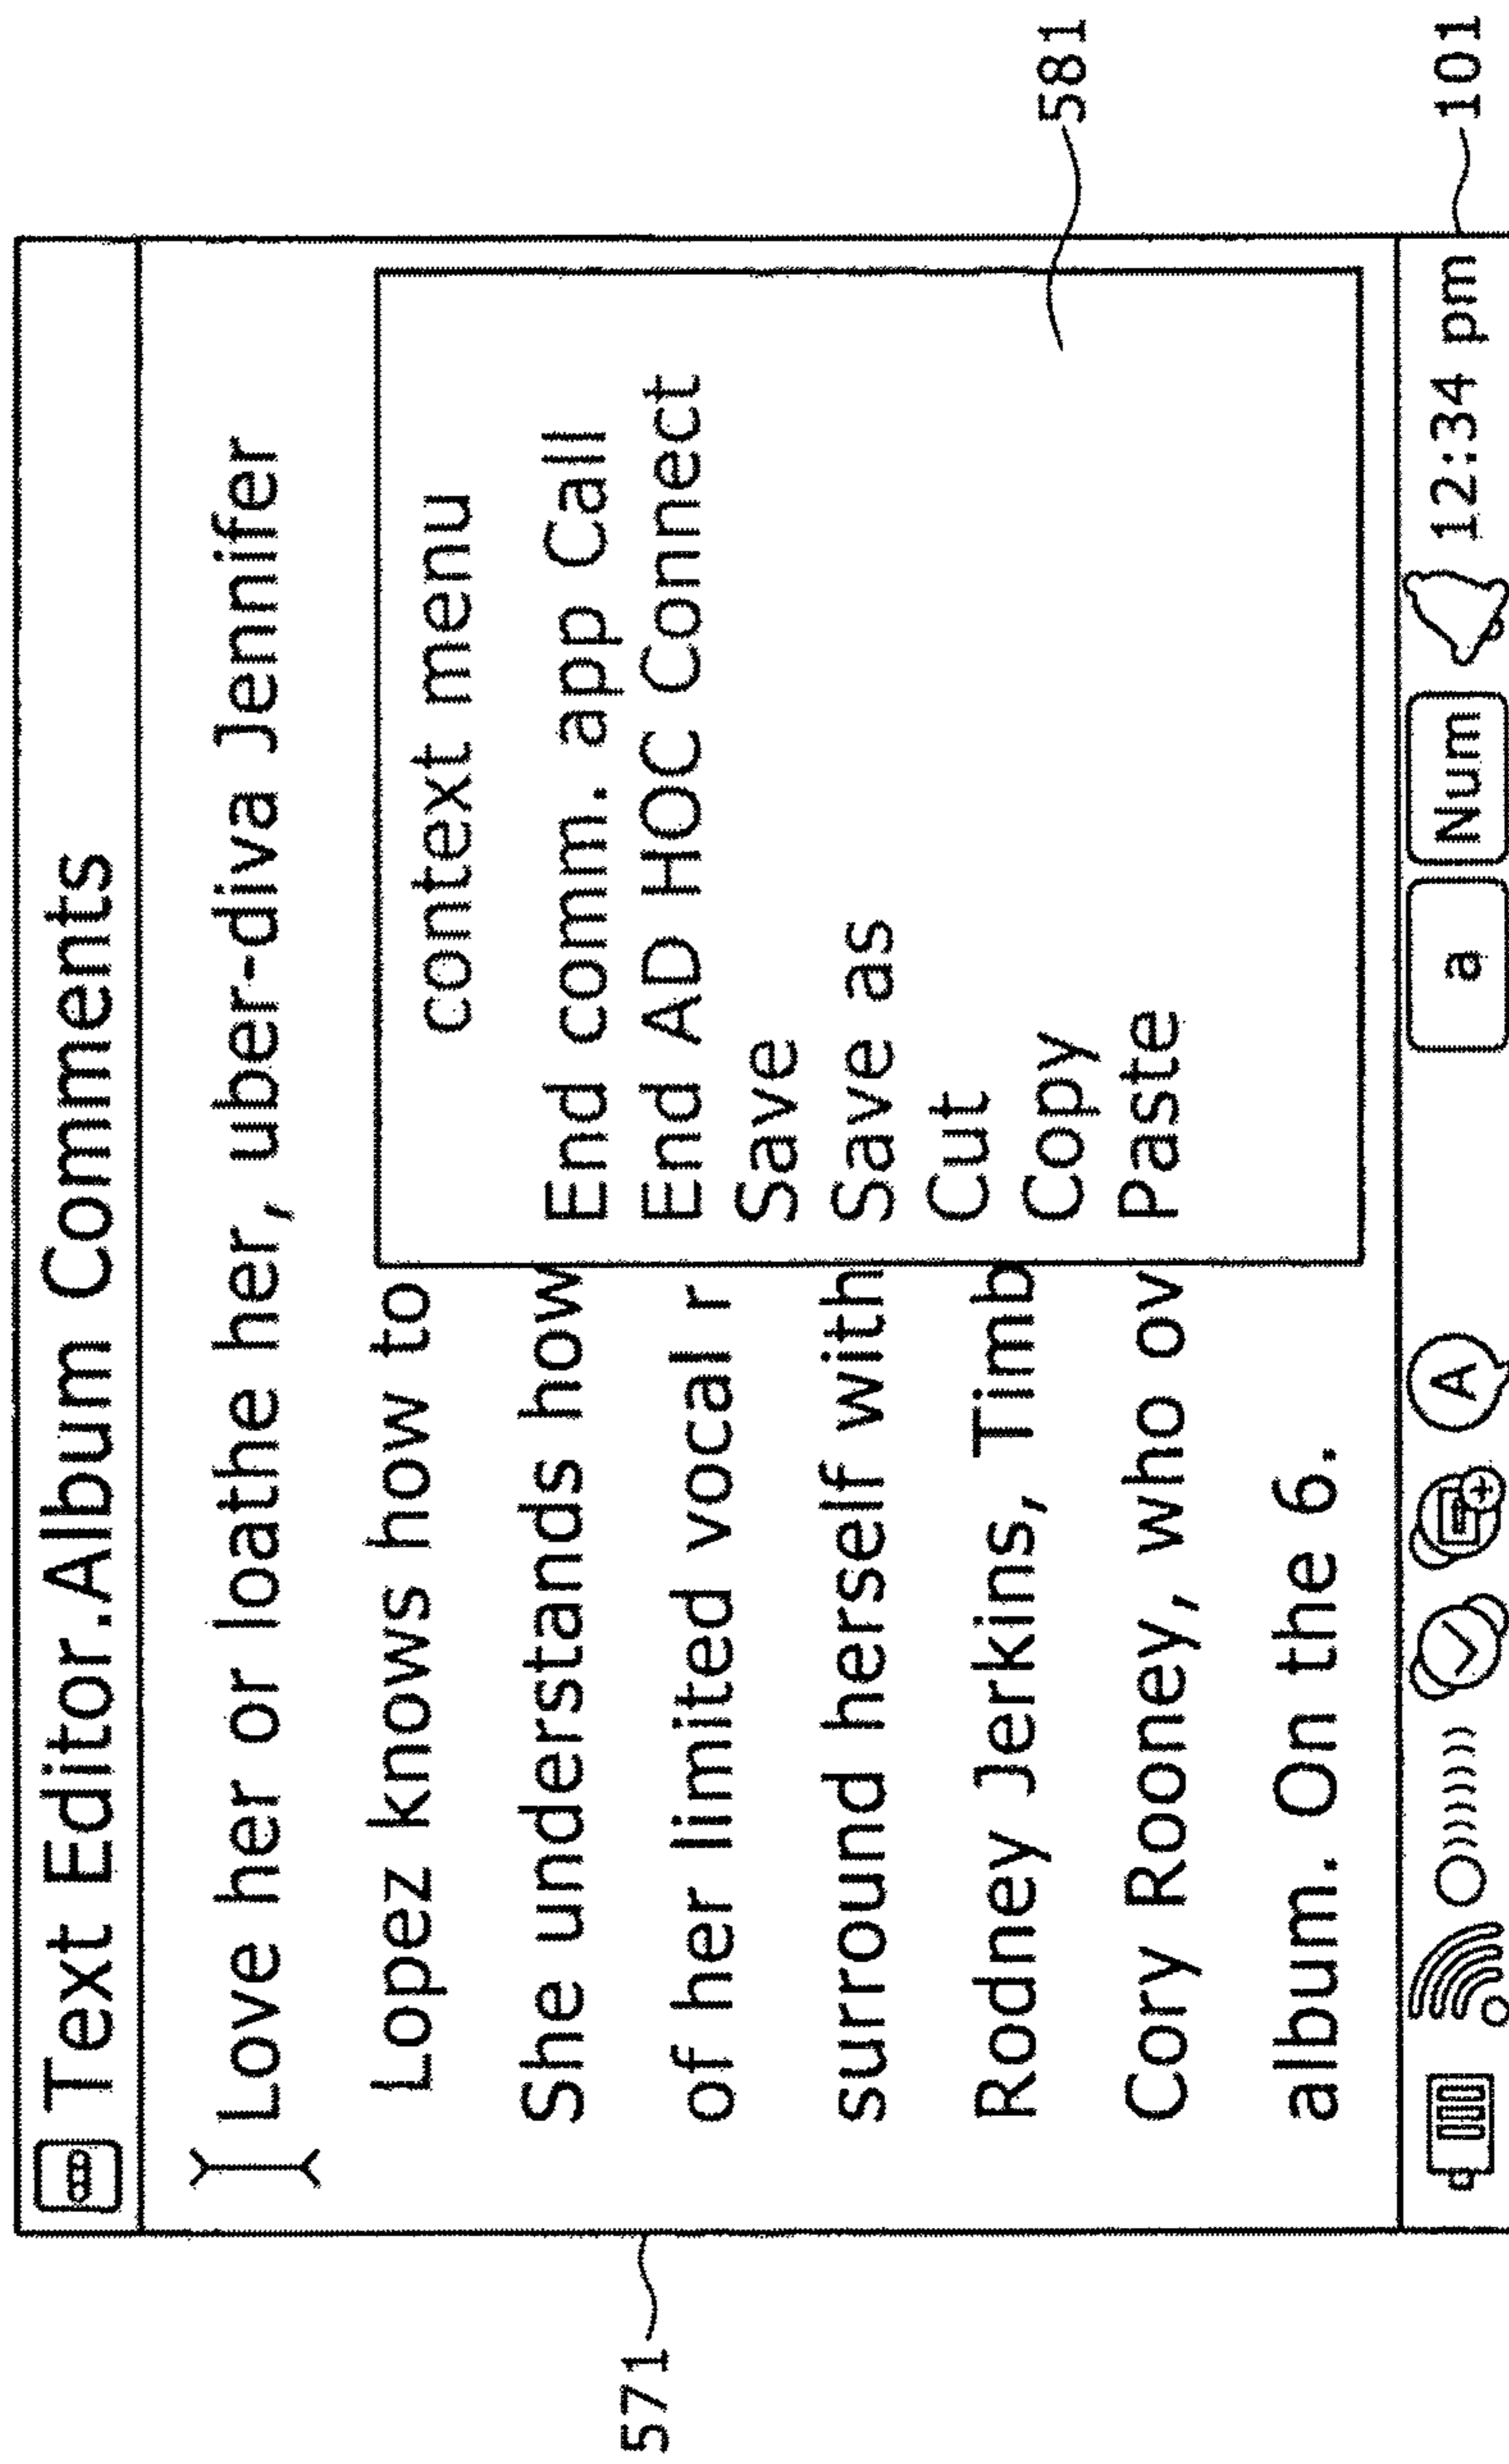 Text Editor.Album Comments
Love her or loathe her, uber-diva Jennifer
Lopez knows how to
She understands how
of her limited vocal r
surround herself with
Rodney Jerkins, Timb
Cory Rooney, who ov
album. On the 6.
context menu
End comm. app Call
End AD HOC Connect
Save
Save as
Cut
Copy
Paste
A
a
Num
12:34 pm
571
581
101